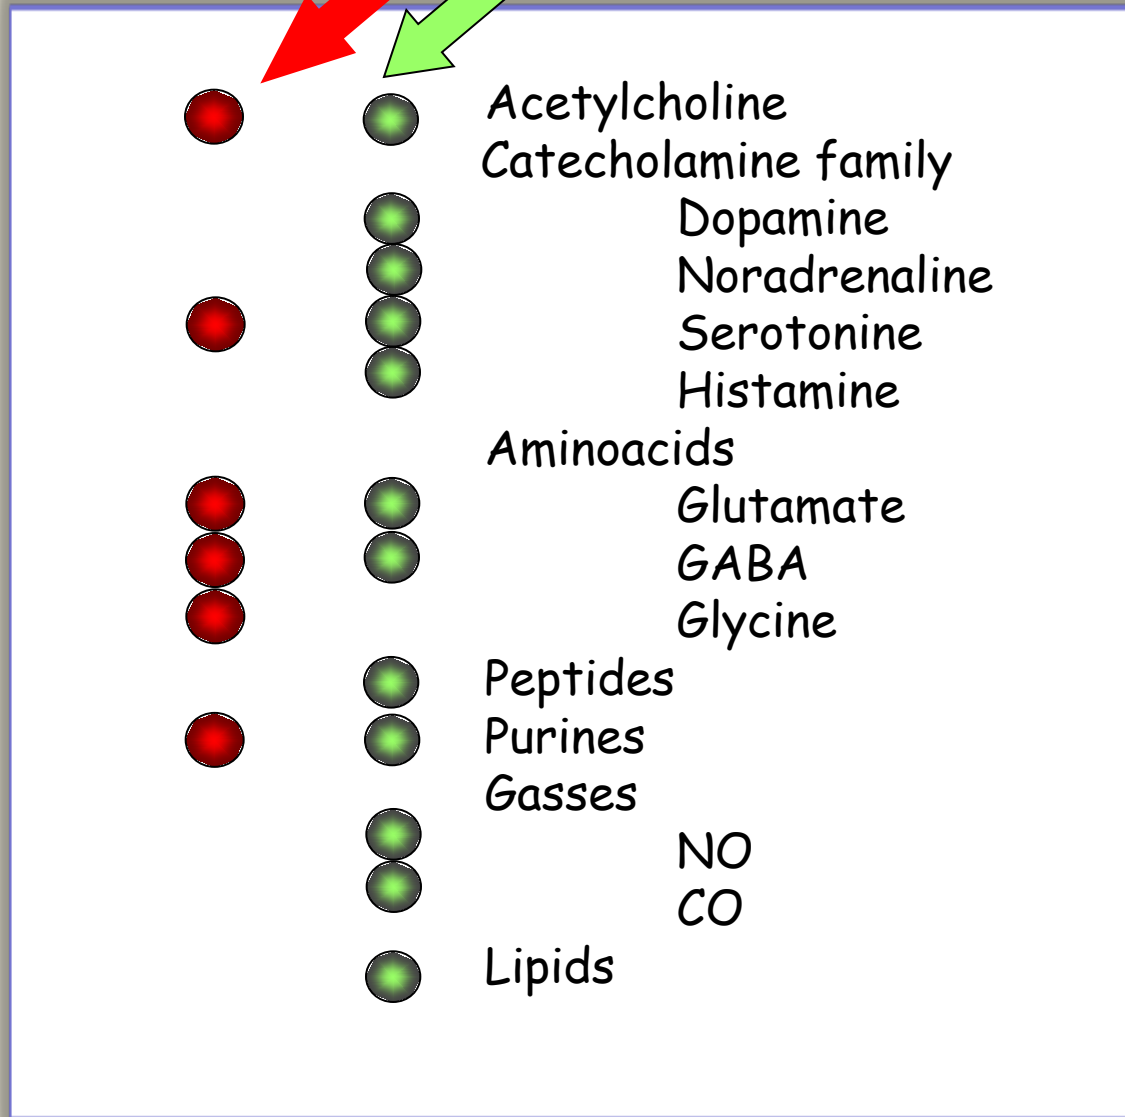 Acetylcholine
Catecholamine family
Dopamine
Noradrenaline
Serotonine
Histamine
Aminoacids
Glutamate
GABA
Glycine
Peptides
Purines
Gasses
NO
CO
Lipids